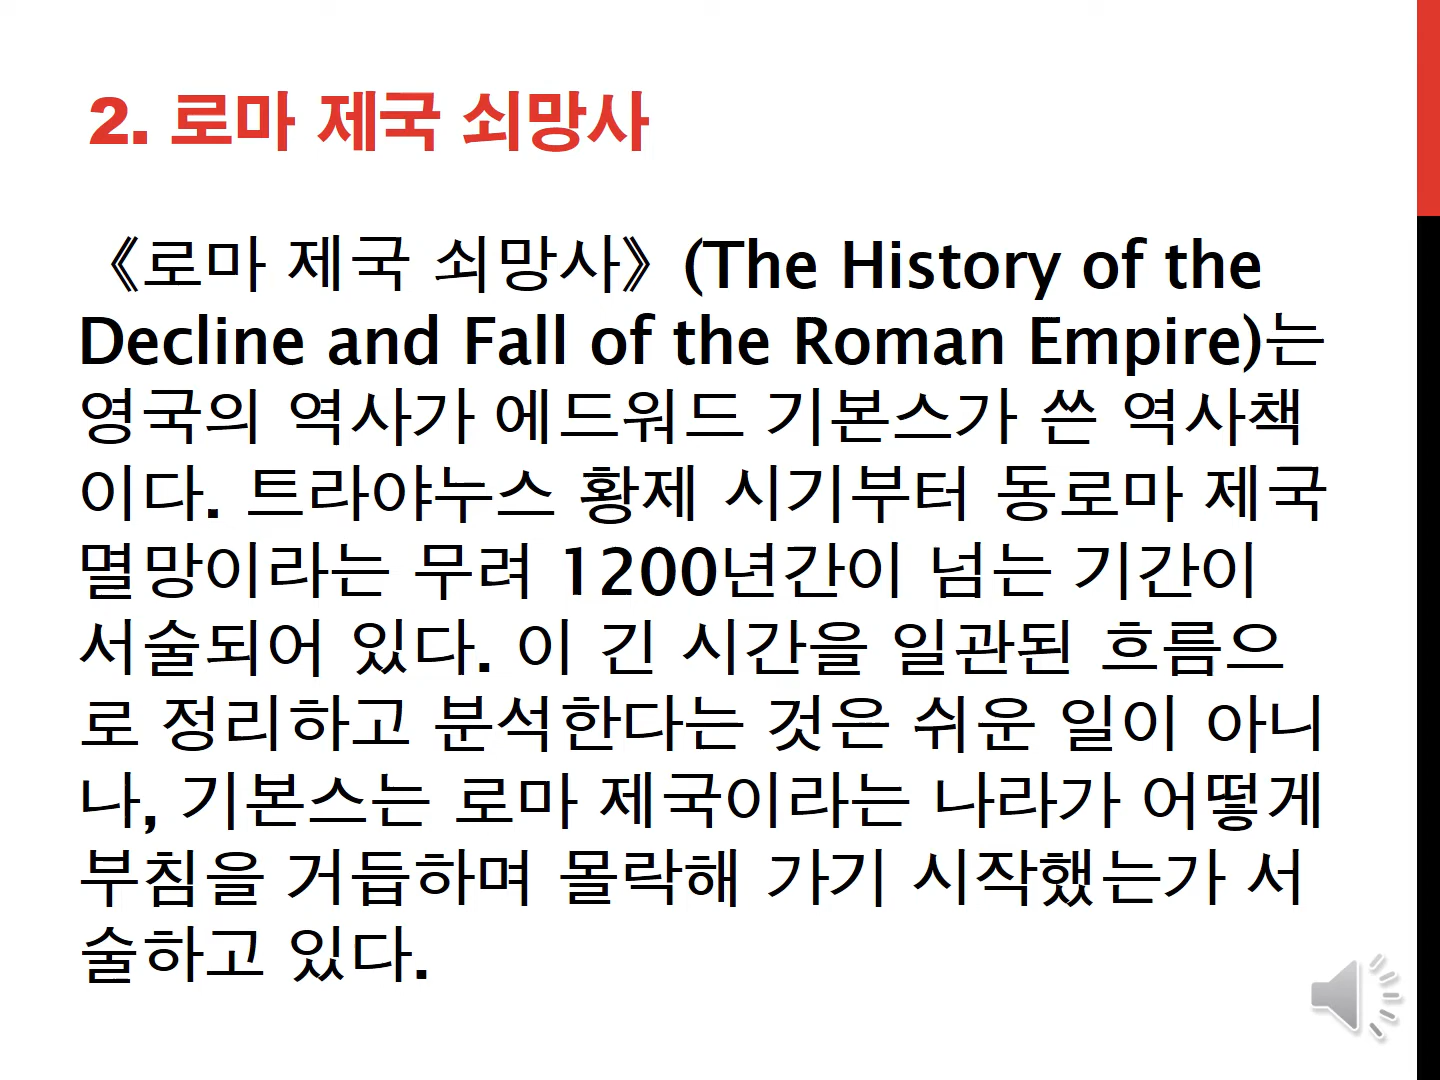 2. 로마 제국 쇠망사
《로마 제국 쇠망사》(The History of the
Decline and Fall of the Roman Empire)는
영국의 역사가 에드워드 기본스가 쓴 역사책
이다. 트라야누스 황제 시기부터 동로마 제국
멸망이라는 무려 1200년간이 넘는 기간이
서술되어 있다. 이 긴 시간을 일관된 흐름으
로 정리하고 분석한다는 것은 쉬운 일이 아니
나, 기본스는 로마 제국이라는 나라가 어떻게
부침을 거듭하며 몰락해 가기 시작했는가 서
술하고 있다.